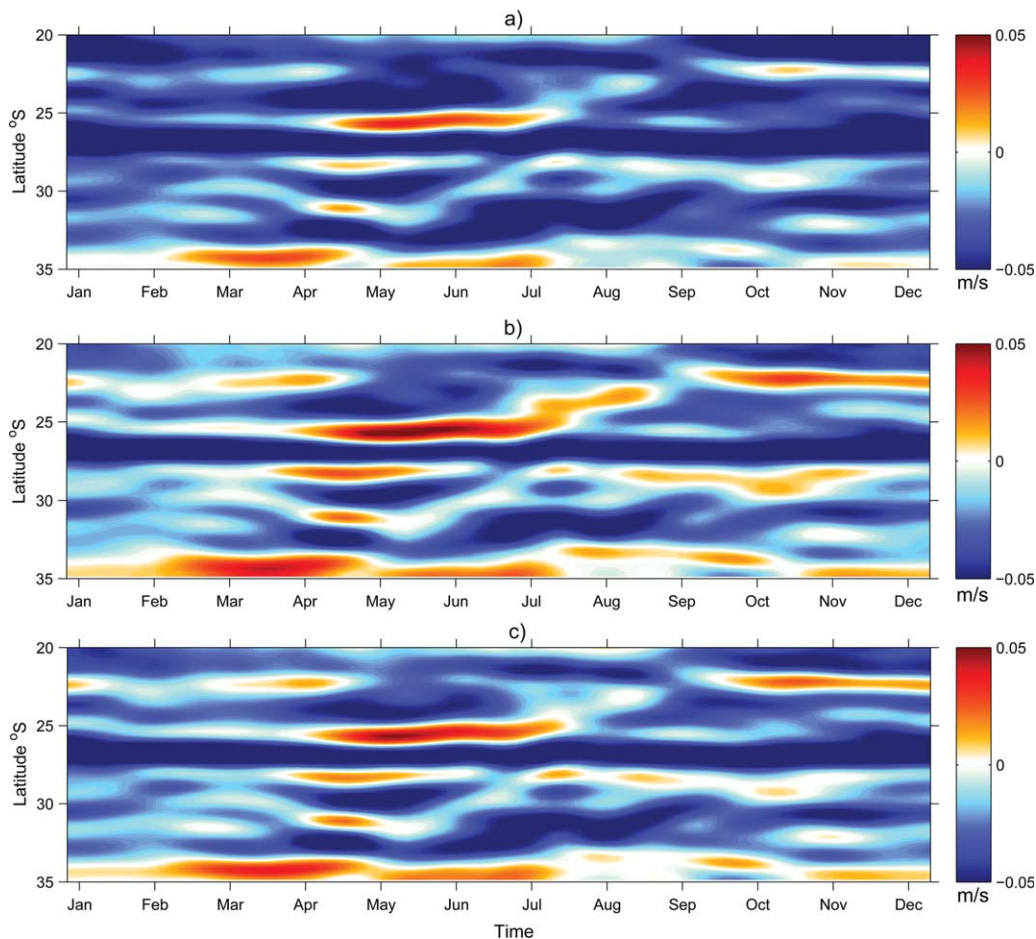 a)
20
25
30
35
Latitude °S
Jan Feb Mar Apr May Jun Jul Aug Sep Oct Nov Dec
0.05
0
−0.05
m/s
b)
20
25
30
35
Latitude °S
Jan Feb Mar Apr May Jun Jul Aug Sep Oct Nov Dec
0.05
0
−0.05
m/s
c)
20
25
30
35
Latitude °S
Jan Feb Mar Apr May Jun Jul Aug Sep Oct Nov Dec
Time
0.05
0
−0.05
m/s